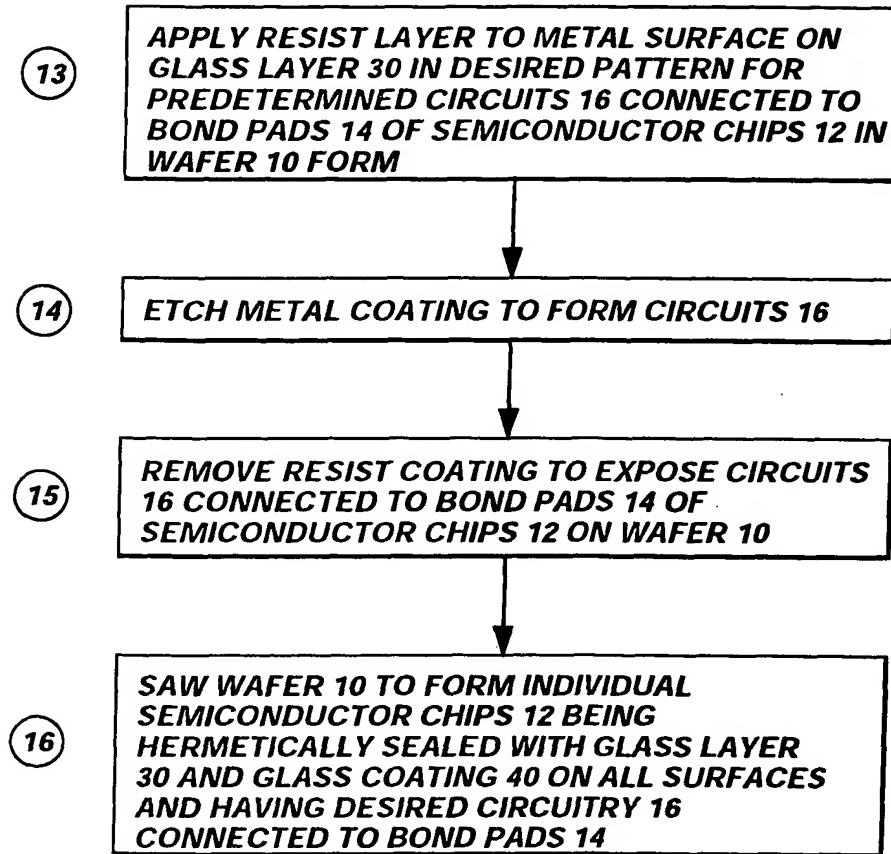 13
APPLY RESIST LAYER TO METAL SURFACE ON
GLASS LAYER 30 IN DESIRED PATTERN FOR
PREDETERMINED CIRCUITS 16 CONNECTED TO
BOND PADS 14 OF SEMICONDUCTOR CHIPS 12 IN
WAFER 10 FORM
14
ETCH METAL COATING TO FORM CIRCUITS 16
15
REMOVE RESIST COATING TO EXPOSE CIRCUITS
16 CONNECTED TO BOND PADS 14 OF
SEMICONDUCTOR CHIPS 12 ON WAFER 10
16
SAW WAFER 10 TO FORM INDIVIDUAL
SEMICONDUCTOR CHIPS 12 BEING
HERMETICALLY SEALED WITH GLASS LAYER
30 AND GLASS COATING 40 ON ALL SURFACES
AND HAVING DESIRED CIRCUITRY 16
CONNECTED TO BOND PADS 14